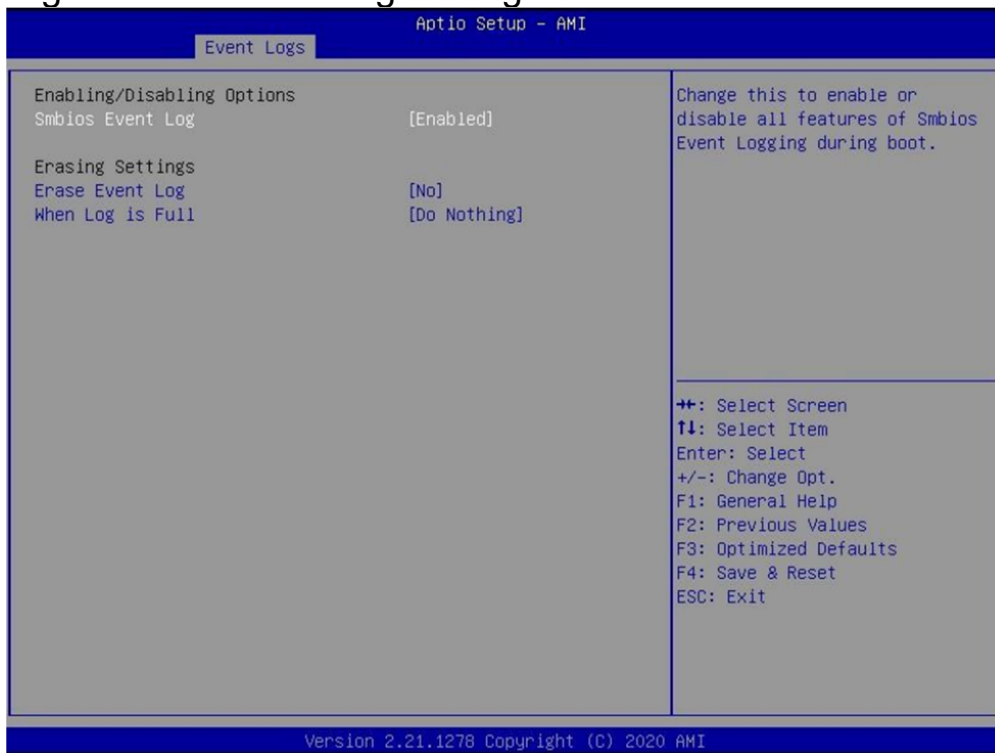 Aptio Setup – AMI
Event Logs
Enabling/Disabling Options
Smbios Event Log [Enabled]
Erasing Settings
Erase Event Log [No]
When Log is Full [Do Nothing]
Change this to enable or
disable all features of Smbios
Event Logging during boot.
→←: Select Screen
↑↓: Select Item
Enter: Select
+/-: Change Opt.
F1: General Help
F2: Previous Values
F3: Optimized Defaults
F4: Save & Reset
ESC: Exit
Version 2.21.1278 Copyright (C) 2020 AMI